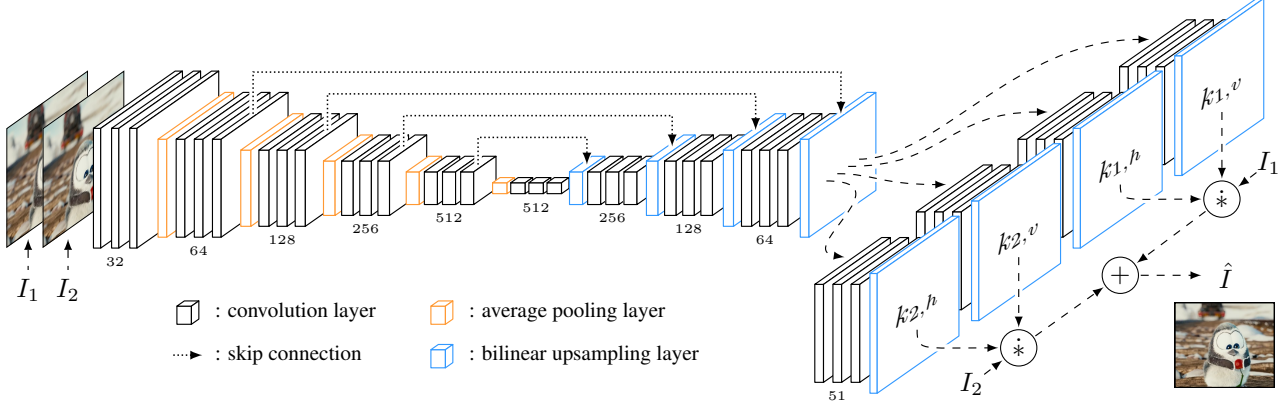 I₁ I₂
32 64 128 256 512 512 256 128 64
51
k₁,ᵥ
k₁,ₕ
k₂,ᵥ
k₂,ₕ
I₁
*
+
Î
*
I₂
: convolution layer
: average pooling layer
: skip connection
: bilinear upsampling layer